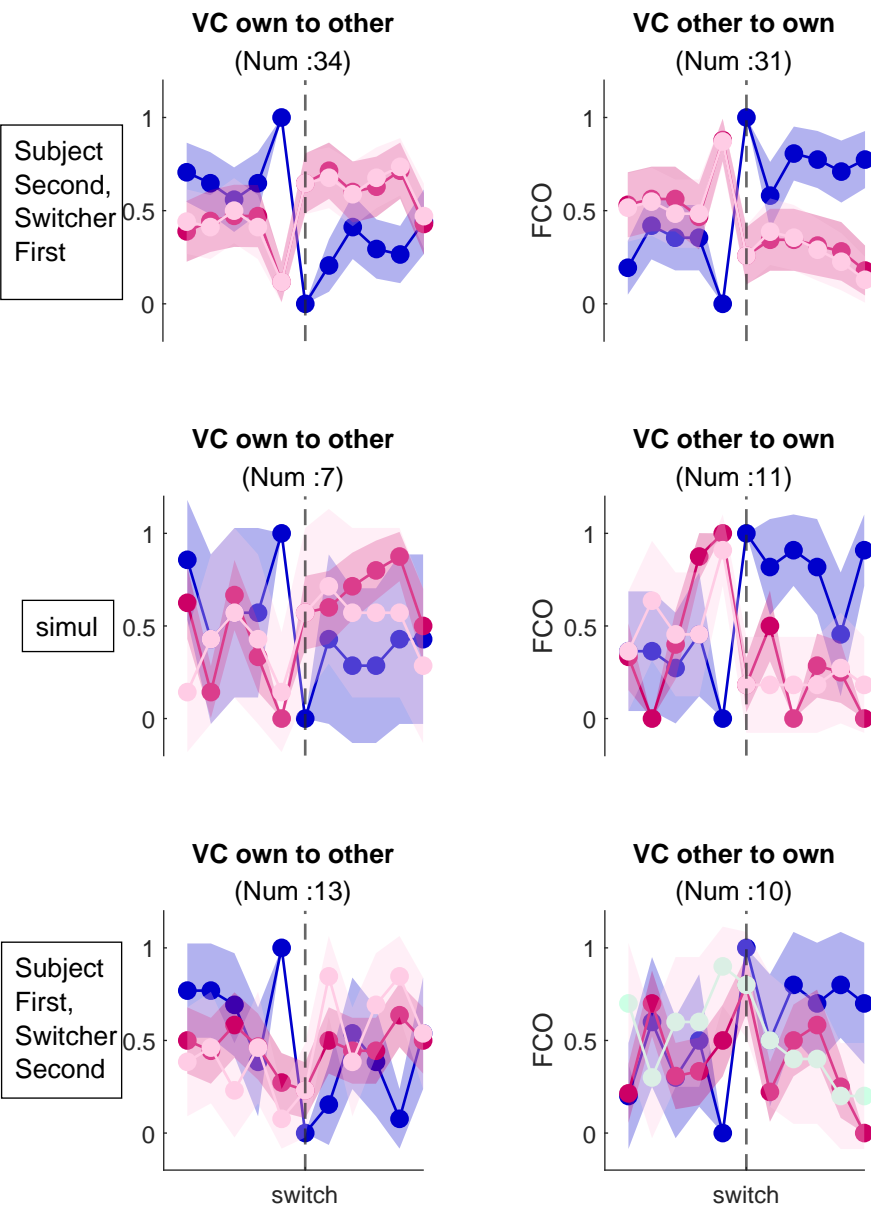 VC own to other
(Num :34)
VC other to own
(Num :31)
Subject
Second,
Switcher
First
1
0.5
0
FCO
1
0.5
0
VC own to other
(Num :7)
VC other to own
(Num :11)
simul
1
0.5
0
FCO
1
0.5
0
VC own to other
(Num :13)
VC other to own
(Num :10)
Subject
First,
Switcher
Second
1
0.5
0
switch
FCO
1
0.5
0
switch